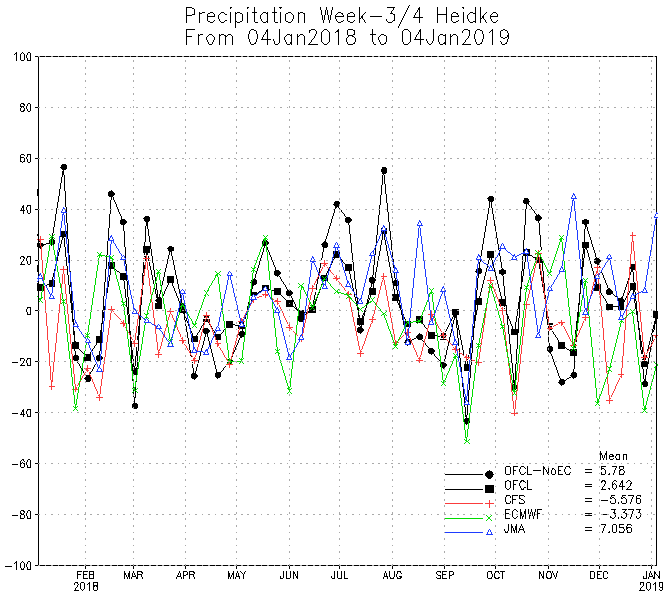 Precipitation Week-3/4 Heidke
From 04Jan2018 to 04Jan2019
100
80
60
40
20
0
-20
-40
-60
-80
-100
Mean
OFCL-NoEC = 5.78
OFCL = 2.642
CFS = -5.576
ECMWF = -3.373
JMA = 7.056
FEB MAR APR MAY JUN JUL AUG SEP OCT NOV DEC JAN
2018 2019